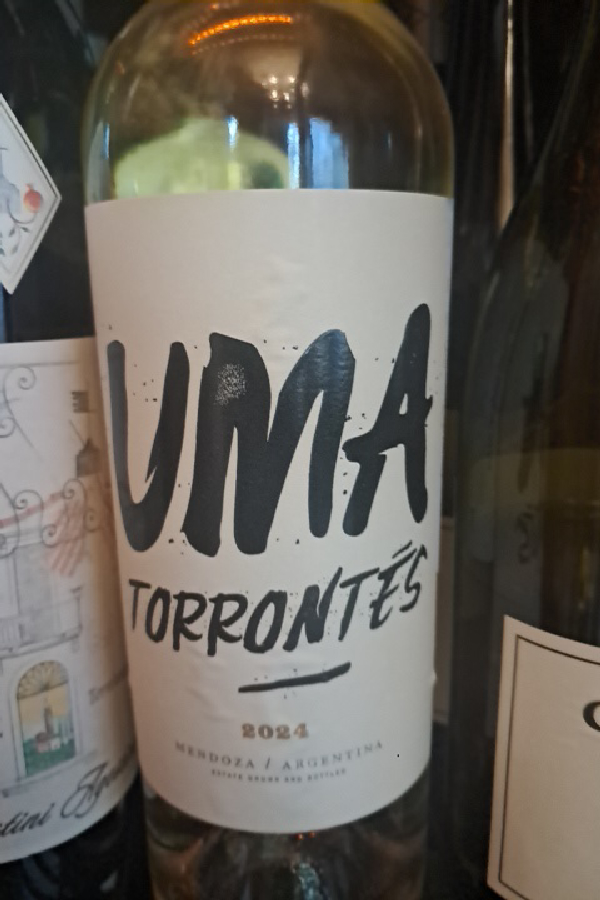 UMA
TORRONTÉS
2024
MENDOZA / ARGENTINA
ESTATE GROWN AND BOTTLED